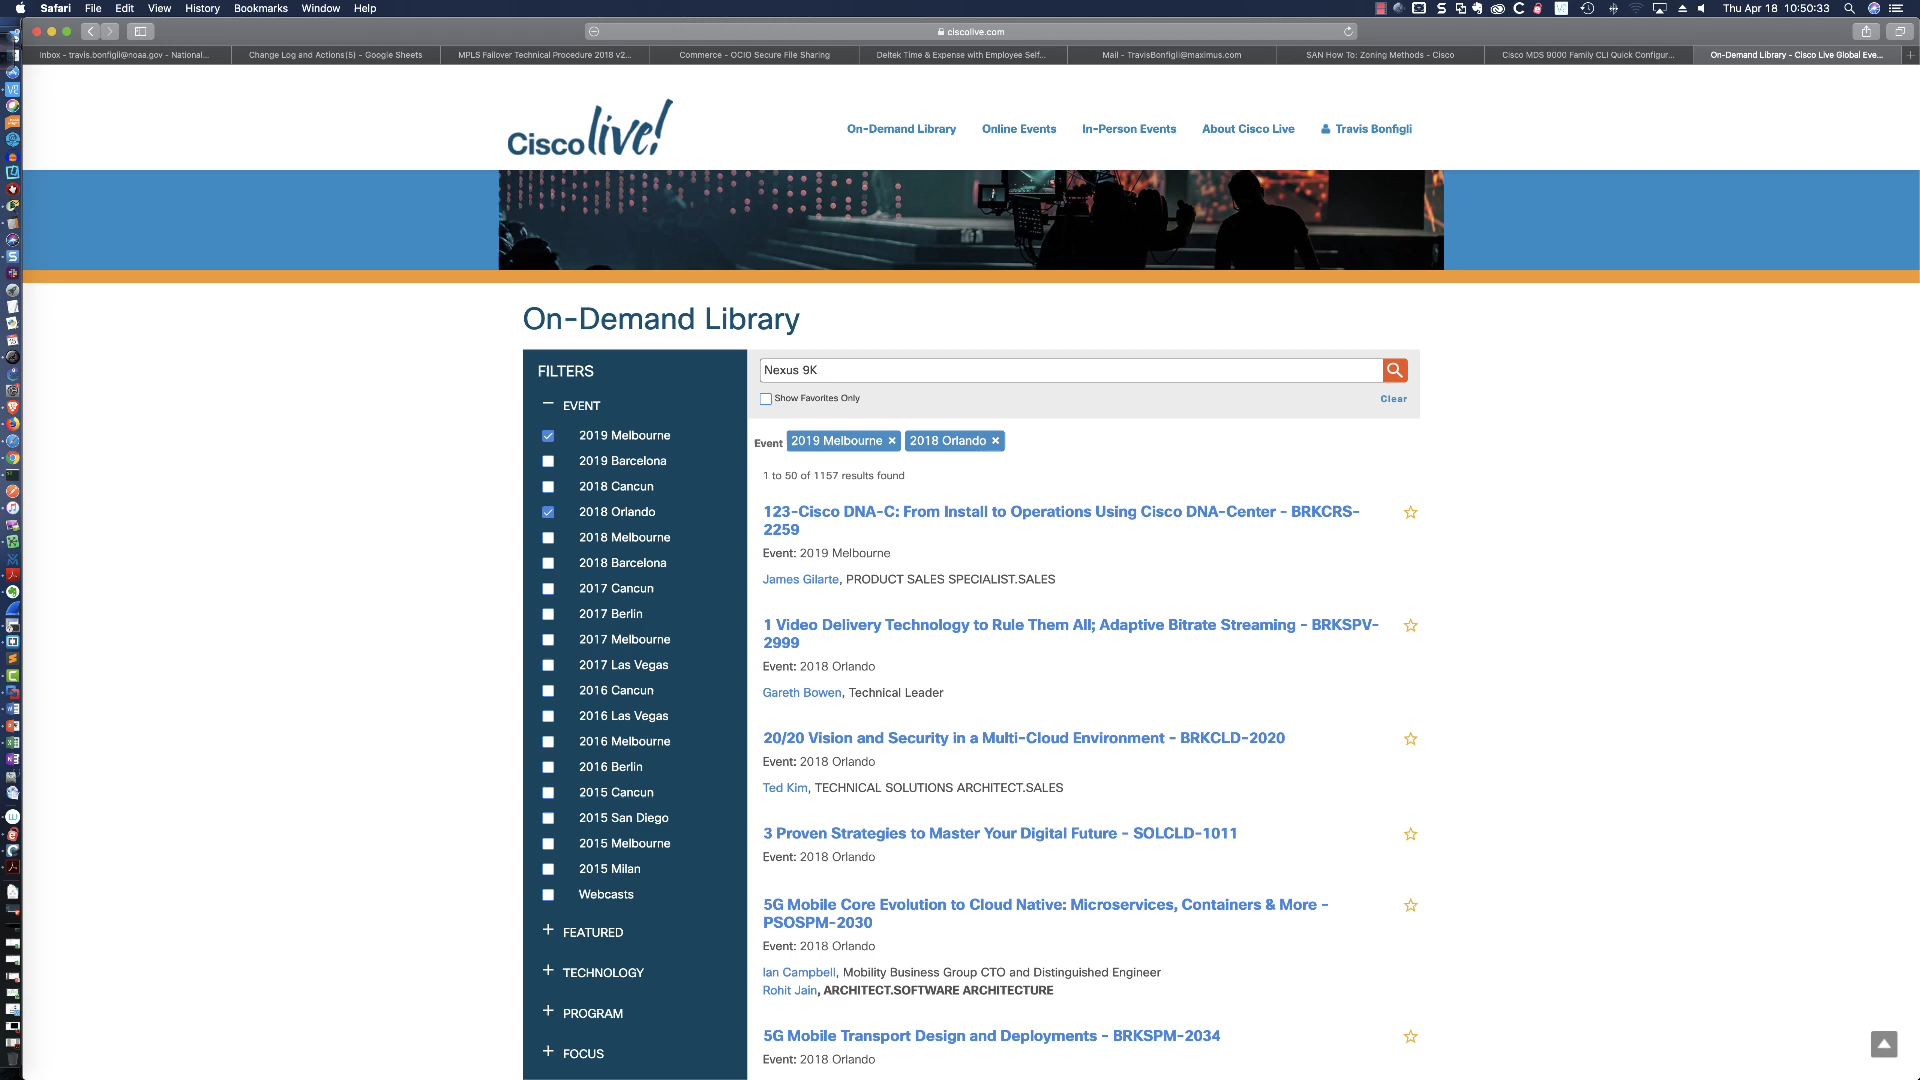 Safari File Edit View History Bookmarks Window Help
Thu Apr 18 10:50:33
ciscolive.com
Inbox - travis.bonfigli@noaa.gov - National...
Change Log and Actions(5) - Google Sheets
MPLS Failover Technical Procedure 2018 v2...
Commerce - OCIO Secure File Sharing
Deltek Time & Expense with Employee Self...
Mail - TravisBonfigli@maximus.com
SAN How To: Zoning Methods - Cisco
Cisco MDS 9000 Family CLI Quick Configur...
On-Demand Library - Cisco Live Global Eve...
Cisco live!
On-Demand Library
Online Events
In-Person Events
About Cisco Live
Travis Bonfigli
On-Demand Library
FILTERS
EVENT
2019 Melbourne
2019 Barcelona
2018 Cancun
2018 Orlando
2018 Melbourne
2018 Barcelona
2017 Cancun
2017 Berlin
2017 Melbourne
2017 Las Vegas
2016 Cancun
2016 Las Vegas
2016 Melbourne
2016 Berlin
2015 Cancun
2015 San Diego
2015 Melbourne
2015 Milan
Webcasts
FEATURED
TECHNOLOGY
PROGRAM
FOCUS
Nexus 9K
Show Favorites Only
Clear
Event 2019 Melbourne × 2018 Orlando ×
1 to 50 of 1157 results found
123-Cisco DNA-C: From Install to Operations Using Cisco DNA-Center - BRKCRS-
2259
Event: 2019 Melbourne
James Gilarte, PRODUCT SALES SPECIALIST.SALES
1 Video Delivery Technology to Rule Them All; Adaptive Bitrate Streaming - BRKSPV-
2999
Event: 2018 Orlando
Gareth Bowen, Technical Leader
20/20 Vision and Security in a Multi-Cloud Environment - BRKCLD-2020
Event: 2018 Orlando
Ted Kim, TECHNICAL SOLUTIONS ARCHITECT.SALES
3 Proven Strategies to Master Your Digital Future - SOLCLD-1011
Event: 2018 Orlando
5G Mobile Core Evolution to Cloud Native: Microservices, Containers & More -
PSOSPM-2030
Event: 2018 Orlando
Ian Campbell, Mobility Business Group CTO and Distinguished Engineer
Rohit Jain, ARCHITECT.SOFTWARE ARCHITECTURE
5G Mobile Transport Design and Deployments - BRKSPM-2034
Event: 2018 Orlando